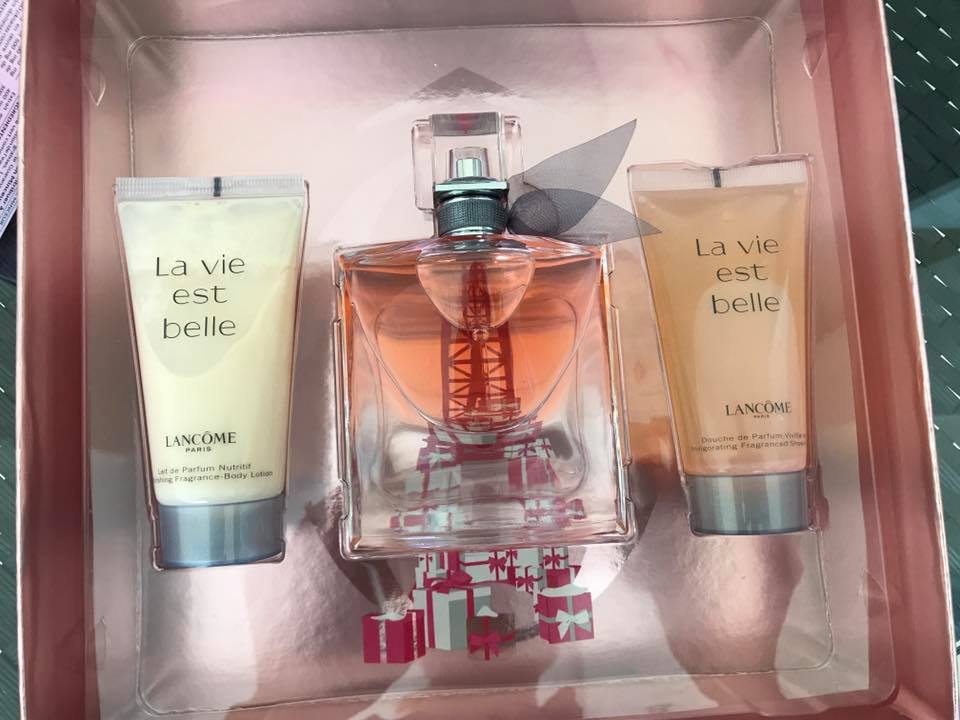 La vie
est
belle
LANCÔME
PARIS
Lait de Parfum Nutritif
Fragrance-Body Lotion
La vie
est
belle
LANCÔME
PARIS
Douche de Parfum
Invigorating Fragranced